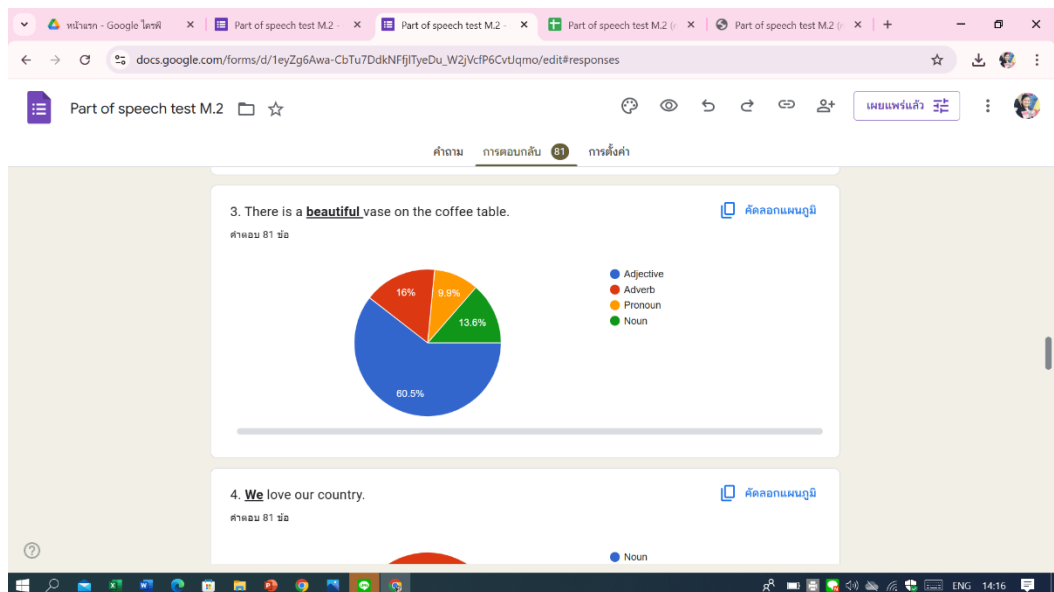 หน้าแรก - Google ไดรฟ์
Part of speech test M.2 -
Part of speech test M.2 -
Part of speech test M.2 (
Part of speech test M.2 (
docs.google.com/forms/d/1eyZg6Awa-CbTu7DdkNFfjlTyeDu_W2jVcfP6CvtJqmo/edit#responses
Part of speech test M.2
เผยแพร่แล้ว
คำถาม การตอบกลับ 81 การตั้งค่า
3. There is a beautiful vase on the coffee table.
คัดลอกแผนภูมิ
คำตอบ 81 ข้อ
16%
9.9%
13.6%
60.5%
Adjective
Adverb
Pronoun
Noun
4. We love our country.
คัดลอกแผนภูมิ
คำตอบ 81 ข้อ
Noun
ENG 14:16